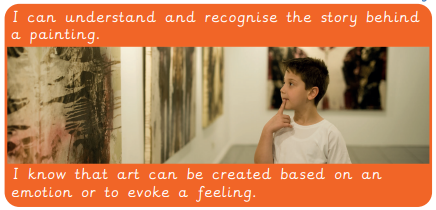 I can understand and recognise the story behind
a painting.
I know that art can be created based on an
emotion or to evoke a feeling.